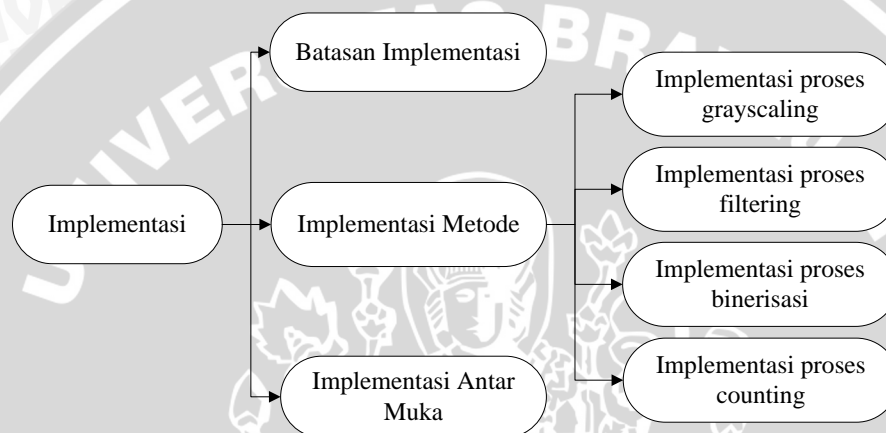 Implementasi
Batasan Implementasi
Implementasi Metode
Implementasi Antar
Muka
Implementasi proses
grayscaling
Implementasi proses
filtering
Implementasi proses
binerisasi
Implementasi proses
counting